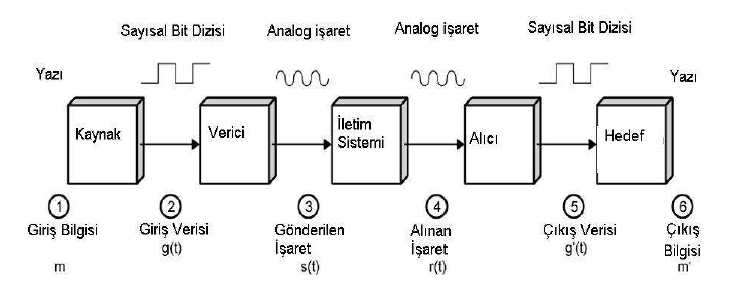 Sayısal Bit Dizisi
Analog işaret
Analog işaret
Sayısal Bit Dizisi
Yazı
Yazı
Kaynak
Verici
İletim
Sistemi
Alıcı
Hedef
1
2
3
4
5
6
Giriş Bilgisi
m
Giriş Verisi
g(t)
Gönderilen
İşaret
s(t)
Alınan
İşaret
r(t)
Çıkış Verisi
g'(t)
Çıkış
Bilgisi
m'